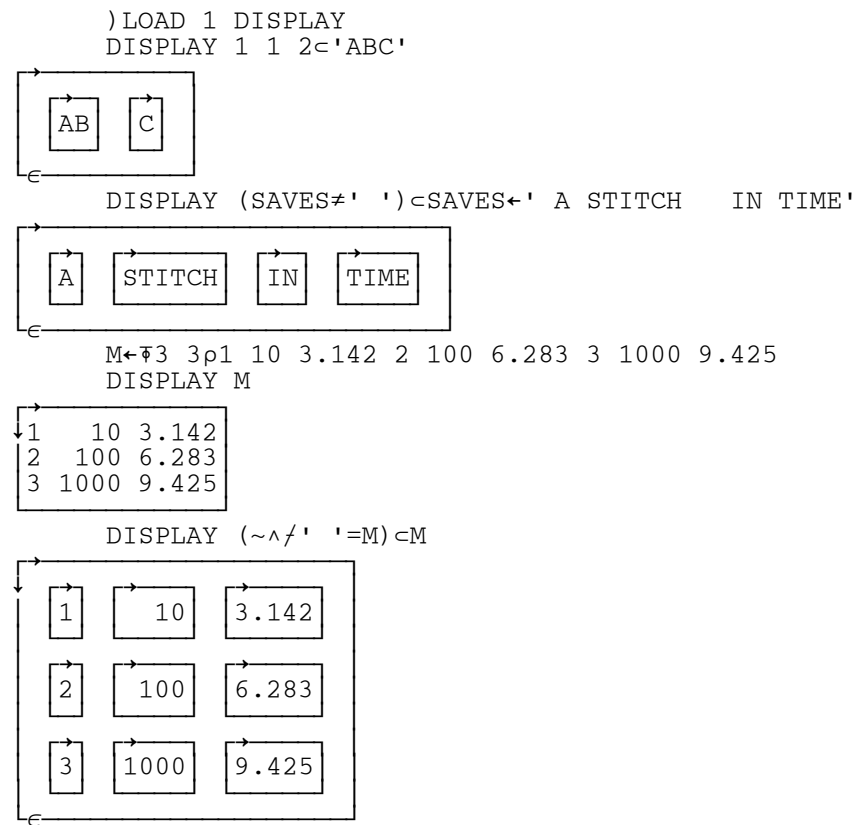 )LOAD 1 DISPLAY
DISPLAY 1 1 2⊂'ABC'
AB C
DISPLAY (SAVES≠' ')⊂SAVES←' A STITCH   IN TIME'
A STITCH IN TIME
M←⍕3 3⍴1 10 3.142 2 100 6.283 3 1000 9.425
DISPLAY M
1   10 3.142
2  100 6.283
3 1000 9.425
DISPLAY (~∧⌿' '=M)⊂M
1   10 3.142
2  100 6.283
3 1000 9.425